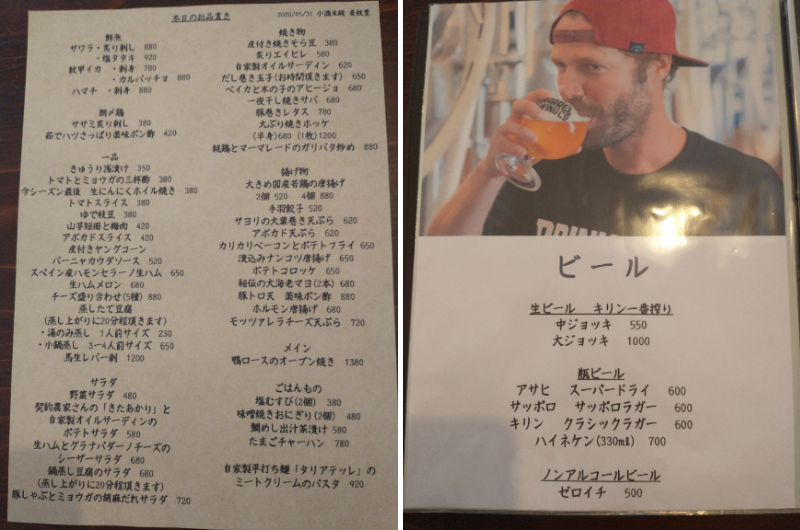 本日のお品書き
2020/05/31 小満末候 麦秋至
鮮魚
サワラ・炙り刺し 880
・塩タタキ 920
紋甲イカ ・刺身 780
・カルパッチョ 880
ハマチ ・刺身 880
朝〆鶏
ササミ炙り刺し 380
茹でハツさっぱり薬味ポン酢 420
一品
きゅうり浅漬け 350
トマトとミョウガの三杯酢 380
今シーズン最後 生にんにくホイル焼き 380
トマトスライス 380
ゆで枝豆 380
山芋短冊と梅肉 420
アボカドスライス 420
皮付きヤングコーン
バーニャカウダソース 520
スペイン産ハモンセラーノ生ハム 650
生ハムメロン 680
チーズ盛り合わせ(5種) 880
蒸したて豆腐
(蒸し上がりに20分程頂きます)
・湯のみ蒸し 1人前サイズ 230
・小鍋蒸し 3〜4人前サイズ 650
馬生レバー刺 1200
サラダ
野菜サラダ 480
契約農家さんの「きたあかり」と
自家製オイルサーディンの
ポテトサラダ 580
生ハムとグラナパダーノチーズの
シーザーサラダ 680
鍋蒸し豆腐のサラダ 680
(蒸し上がりに20分程頂きます)
豚しゃぶとミョウガの胡麻だれサラダ 720
焼き物
皮付き焼きそら豆 380
炙りエイヒレ 580
自家製オイルサーディン 620
だし巻き玉子(お時間頂きます) 650
ベイカと木の子のアヒージョ 680
一夜干し焼きサバ 680
豚巻きレタス 780
大ぶり焼きホッケ
(半身)680 (1枚)1200
親鶏とマーマレードのガリバタ炒め 880
揚げ物
大きめ国産若鶏の唐揚げ
2個 520 4個 880
手羽餃子 520
サヨリの大葉巻き天ぷら 620
アボカド天ぷら 620
カリカリベーコンとポテトフライ 650
漬込みナンコツ唐揚げ 650
ポテトコロッケ 650
秘伝の大海老マヨ(2本) 680
豚トロ天 薬味ポン酢 880
ホルモン唐揚げ 680
モッツァレラチーズ天ぷら 720
メイン
鴨ロースのオーブン焼き 1380
ごはんもの
塩むすび(2個) 380
味噌焼きおにぎり(2個) 480
鯛めし出汁茶漬け 580
たまごチャーハン 780
自家製平打ち麺「タリアテッレ」の
ミートクリームのパスタ 920
ビール
生ビール キリン一番搾り
中ジョッキ 550
大ジョッキ 1000
瓶ビール
アサヒ スーパードライ 600
サッポロ サッポロラガー 600
キリン クラシックラガー 600
ハイネケン(330㎖) 700
ノンアルコールビール
ゼロイチ 500